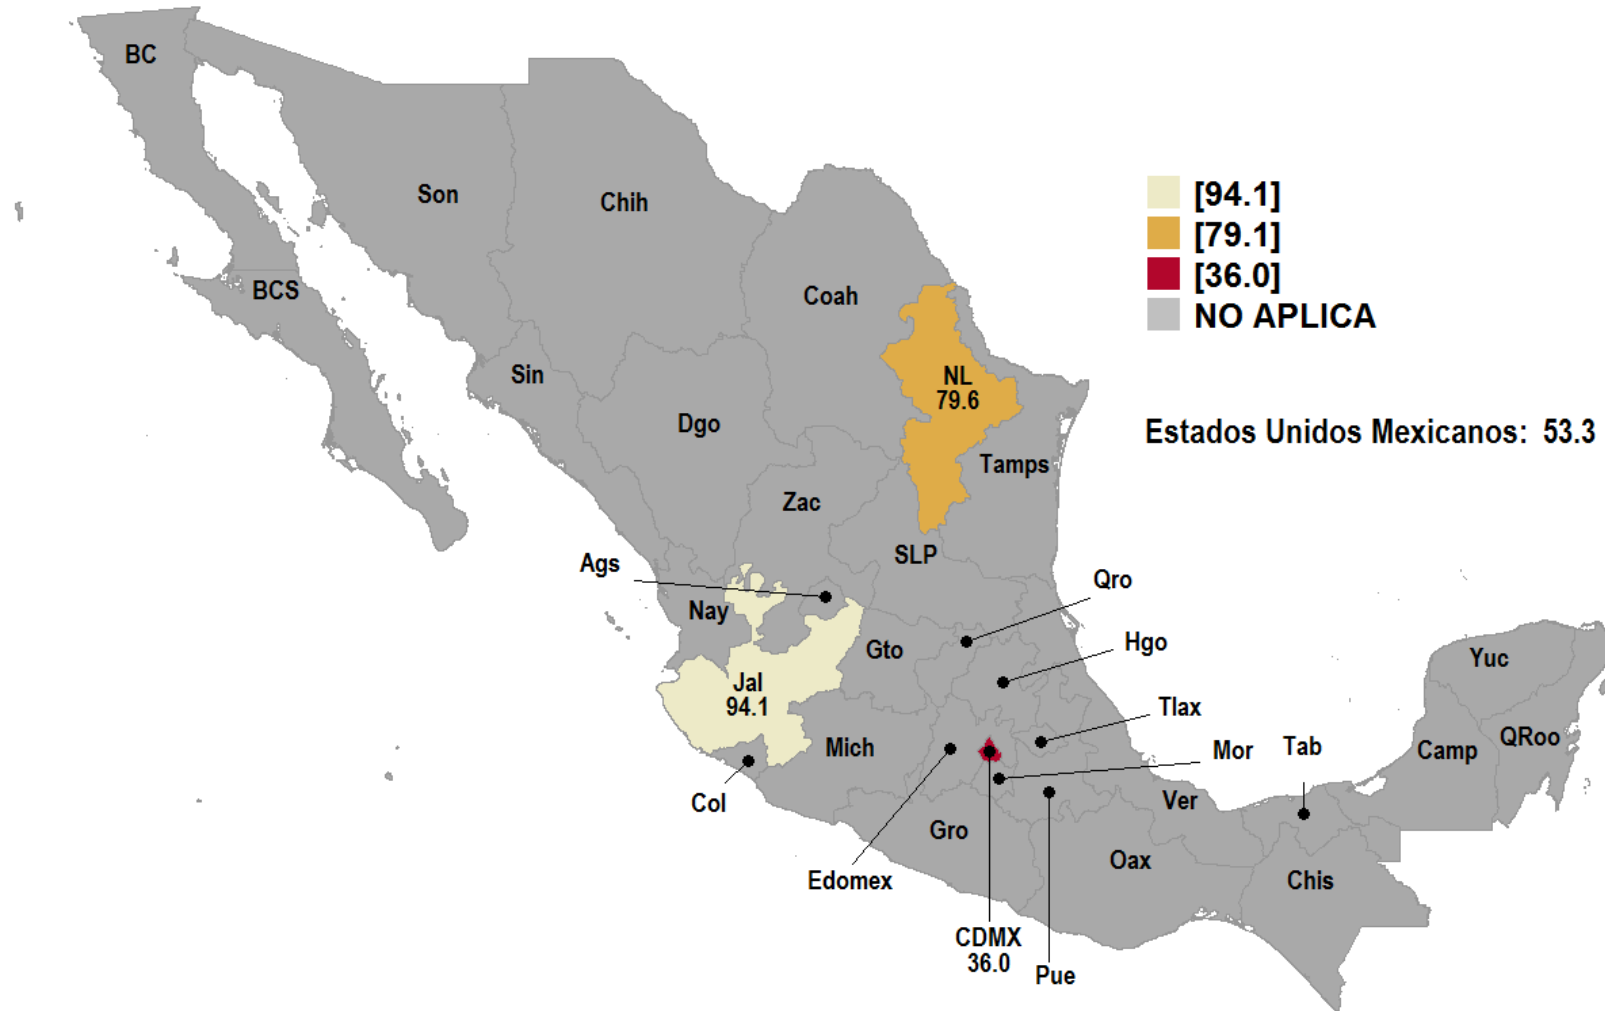 BC
Son
Chih
BCS
Coah
Sin
Dgo
NL
79.6
Tamps
Zac
SLP
Ags
Nay
Qro
Gto
Hgo
Jal
94.1
Tlax
Mich
Mor
Tab
Col
Ver
Gro
Edomex
Oax
Chis
CDMX
36.0
Pue
Yuc
QRoo
Camp
[94.1]
[79.1]
[36.0]
NO APLICA
Estados Unidos Mexicanos: 53.3